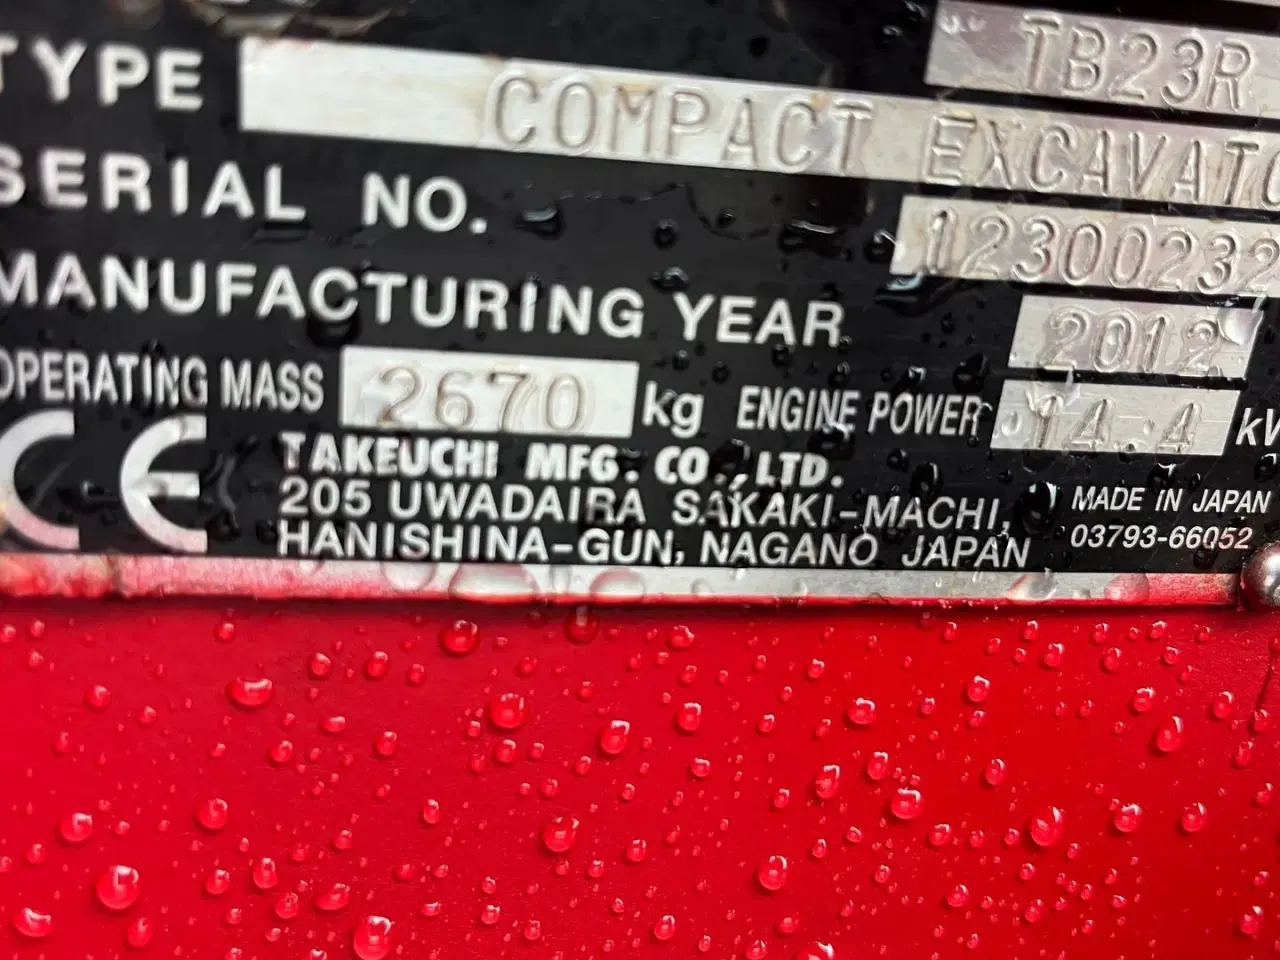 TB23R
TYPE COMPACT EXCAVATO
SERIAL NO. 12300232
MANUFACTURING YEAR 2012
OPERATING MASS 2670 kg ENGINE POWER 14.4 kW
CE TAKEUCHI MFG. CO.,LTD.
205 UWADAIRA SAKAKI-MACHI,
HANISHINA-GUN, NAGANO JAPAN
MADE IN JAPAN
03793-66052